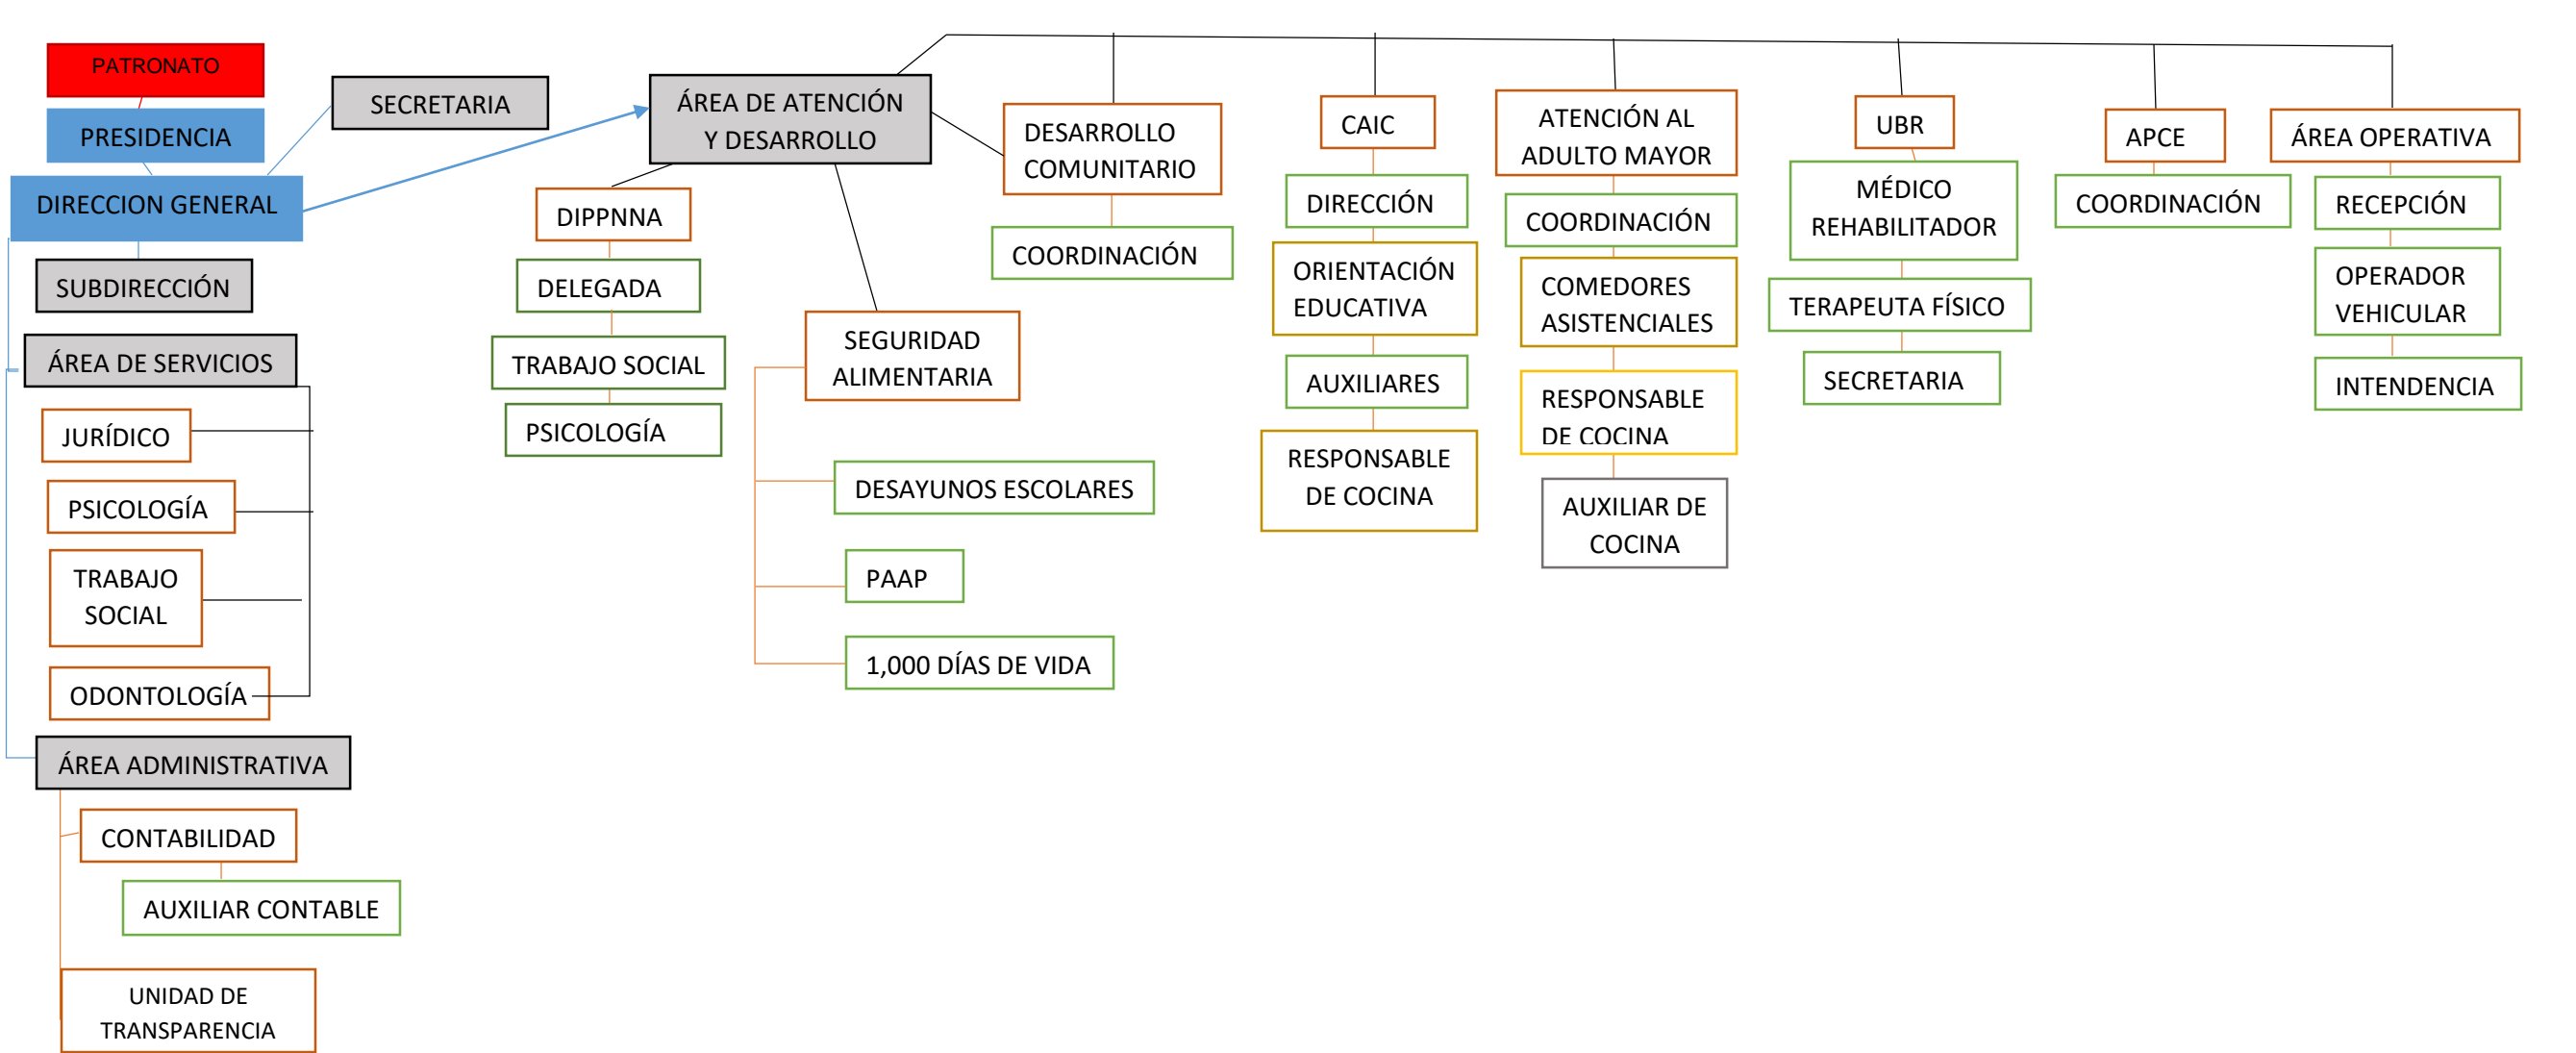 PATRONATO
PRESIDENCIA
DIRECCION GENERAL
SECRETARIA
SUBDIRECCIÓN
ÁREA DE SERVICIOS
JURÍDICO
PSICOLOGÍA
TRABAJO
SOCIAL
ODONTOLOGÍA
ÁREA ADMINISTRATIVA
CONTABILIDAD
AUXILIAR CONTABLE
UNIDAD DE
TRANSPARENCIA
ÁREA DE ATENCIÓN
Y DESARROLLO
DIPPNNA
DELEGADA
TRABAJO SOCIAL
PSICOLOGÍA
SEGURIDAD
ALIMENTARIA
DESAYUNOS ESCOLARES
PAAP
1,000 DÍAS DE VIDA
DESARROLLO
COMUNITARIO
COORDINACIÓN
CAIC
DIRECCIÓN
ORIENTACIÓN
EDUCATIVA
AUXILIARES
RESPONSABLE
DE COCINA
ATENCIÓN AL
ADULTO MAYOR
COORDINACIÓN
COMEDORES
ASISTENCIALES
RESPONSABLE
DE COCINA
AUXILIAR DE
COCINA
UBR
MÉDICO
REHABILITADOR
TERAPEUTA FÍSICO
SECRETARIA
APCE
COORDINACIÓN
ÁREA OPERATIVA
RECEPCIÓN
OPERADOR
VEHICULAR
INTENDENCIA